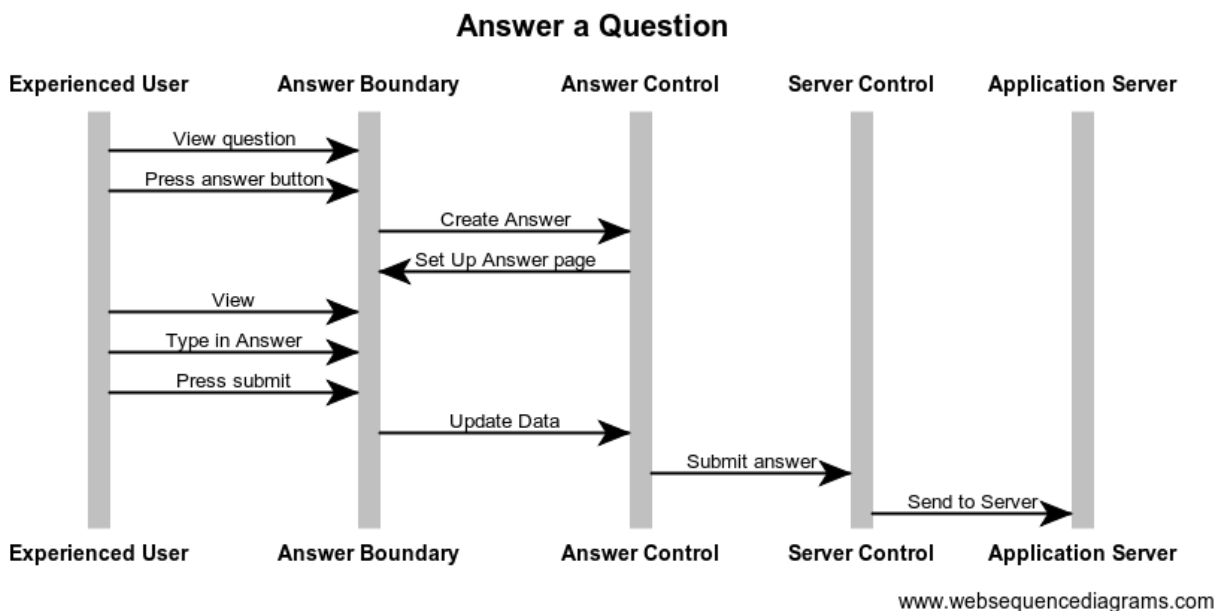 Answer a Question
Experienced User Answer Boundary Answer Control Server Control Application Server
View question
Press answer button
Create Answer
Set Up Answer page
View
Type in Answer
Press submit
Update Data
Submit answer
Send to Server
Experienced User Answer Boundary Answer Control Server Control Application Server
www.websequencediagrams.com